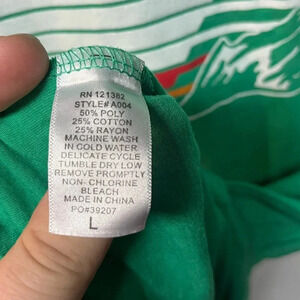 RN 121382
STYLE# A004
50% POLY
25% COTTON
25% RAYON
MACHINE WASH
IN COLD WATER
DELICATE CYCLE
TUMBLE DRY LOW
REMOVE PROMPTLY
NON- CHLORINE
BLEACH
MADE IN CHINA
PO#39207
L